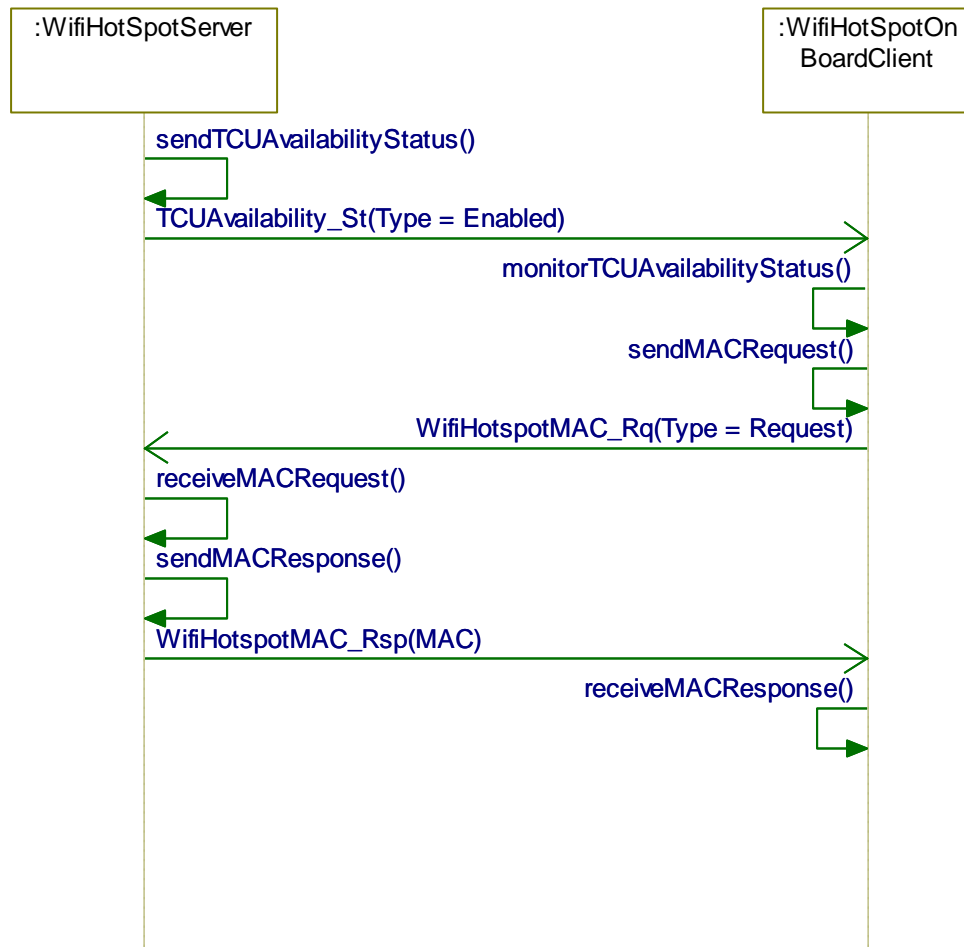 :WifiHotSpotServer
:WifiHotSpotOn
BoardClient
sendTCUAvailabilityStatus()
TCUAvailability_St(Type = Enabled)
monitorTCUAvailabilityStatus()
sendMACRequest()
WifiHotspotMAC_Rq(Type = Request)
receiveMACRequest()
sendMACResponse()
WifiHotspotMAC_Rsp(MAC)
receiveMACResponse()